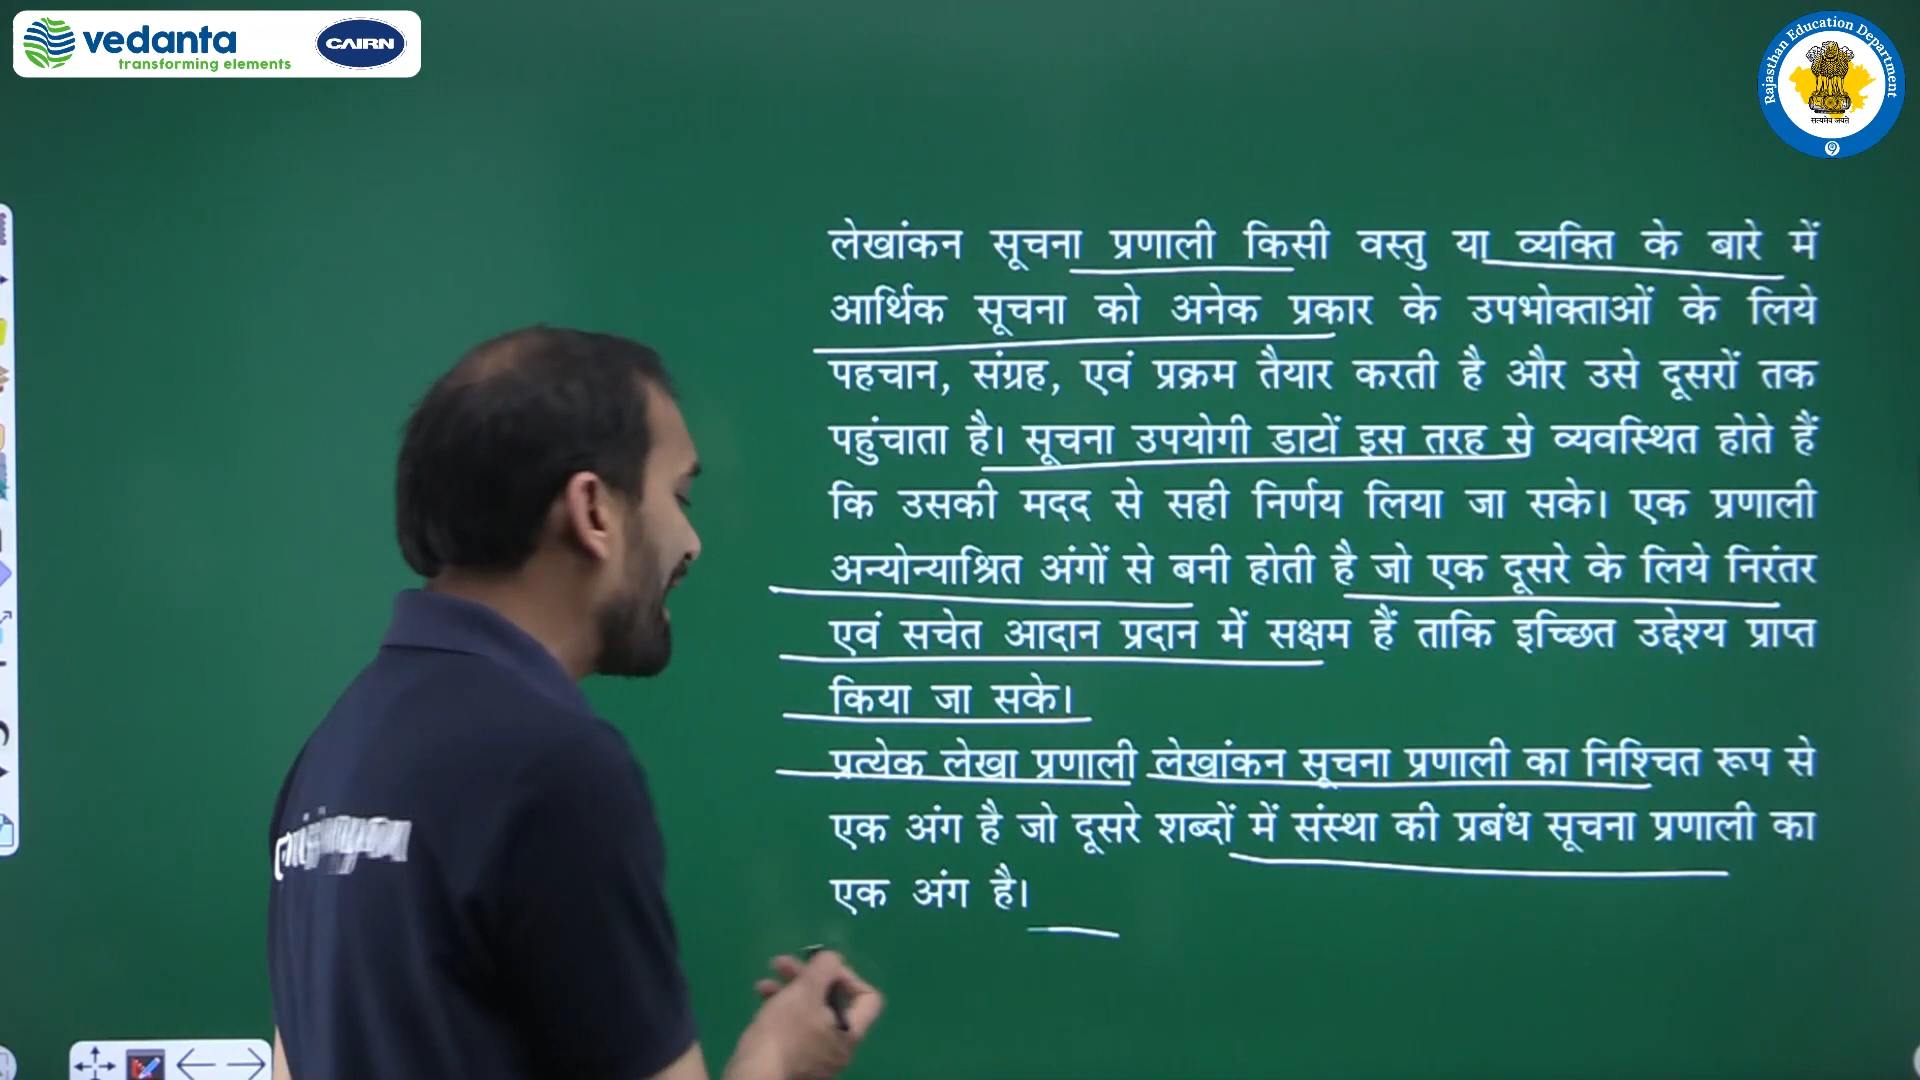 vedanta
transforming elements
CAIRN
Rajasthan Education Department
सत्यमेव जयते
लेखांकन सूचना प्रणाली किसी वस्तु या व्यक्ति के बारे में
आर्थिक सूचना को अनेक प्रकार के उपभोक्ताओं के लिये
पहचान, संग्रह, एवं प्रक्रम तैयार करती है और उसे दूसरों तक
पहुंचाता है। सूचना उपयोगी डाटों इस तरह से व्यवस्थित होते हैं
कि उसकी मदद से सही निर्णय लिया जा सके। एक प्रणाली
अन्योन्याश्रित अंगों से बनी होती है जो एक दूसरे के लिये निरंतर
एवं सचेत आदान प्रदान में सक्षम हैं ताकि इच्छित उद्देश्य प्राप्त
किया जा सके।
प्रत्येक लेखा प्रणाली लेखांकन सूचना प्रणाली का निश्चित रूप से
एक अंग है जो दूसरे शब्दों में संस्था की प्रबंध सूचना प्रणाली का
एक अंग है।